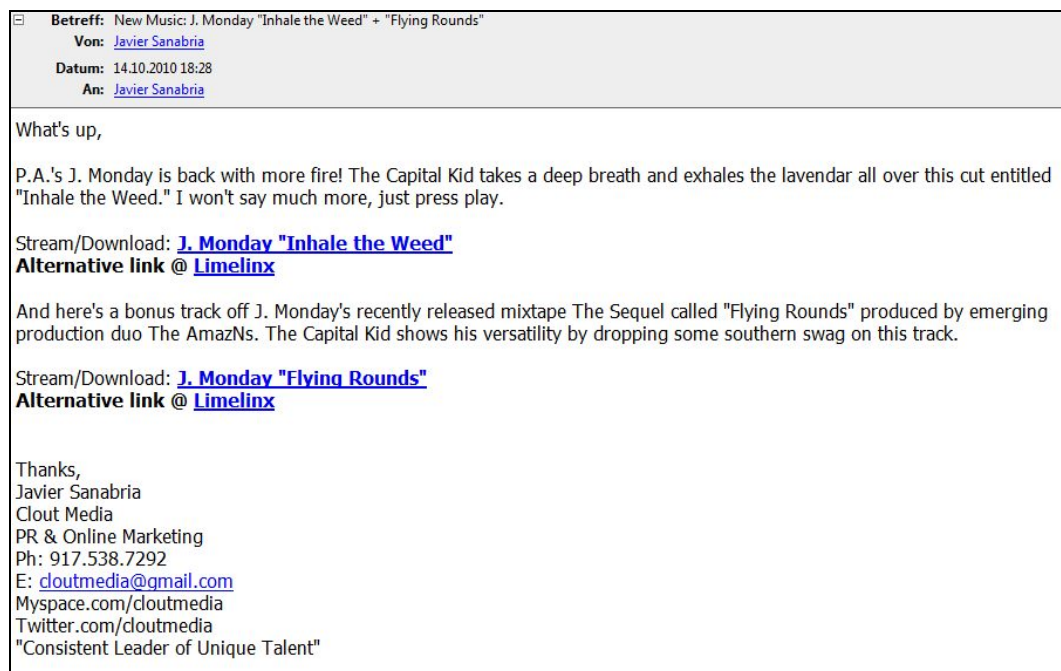 Betreff: New Music: J. Monday "Inhale the Weed" + "Flying Rounds"
Von: Javier Sanabria
Datum: 14.10.2010 18:28
An: Javier Sanabria
What's up,
P.A.'s J. Monday is back with more fire! The Capital Kid takes a deep breath and exhales the lavendar all over this cut entitled
"Inhale the Weed." I won't say much more, just press play.
Stream/Download: J. Monday "Inhale the Weed"
Alternative link @ Limelinx
And here's a bonus track off J. Monday's recently released mixtape The Sequel called "Flying Rounds" produced by emerging
production duo The AmazNs. The Capital Kid shows his versatility by dropping some southern swag on this track.
Stream/Download: J. Monday "Flying Rounds"
Alternative link @ Limelinx
Thanks,
Javier Sanabria
Clout Media
PR & Online Marketing
Ph: 917.538.7292
E: cloutmedia@gmail.com
Myspace.com/cloutmedia
Twitter.com/cloutmedia
"Consistent Leader of Unique Talent"